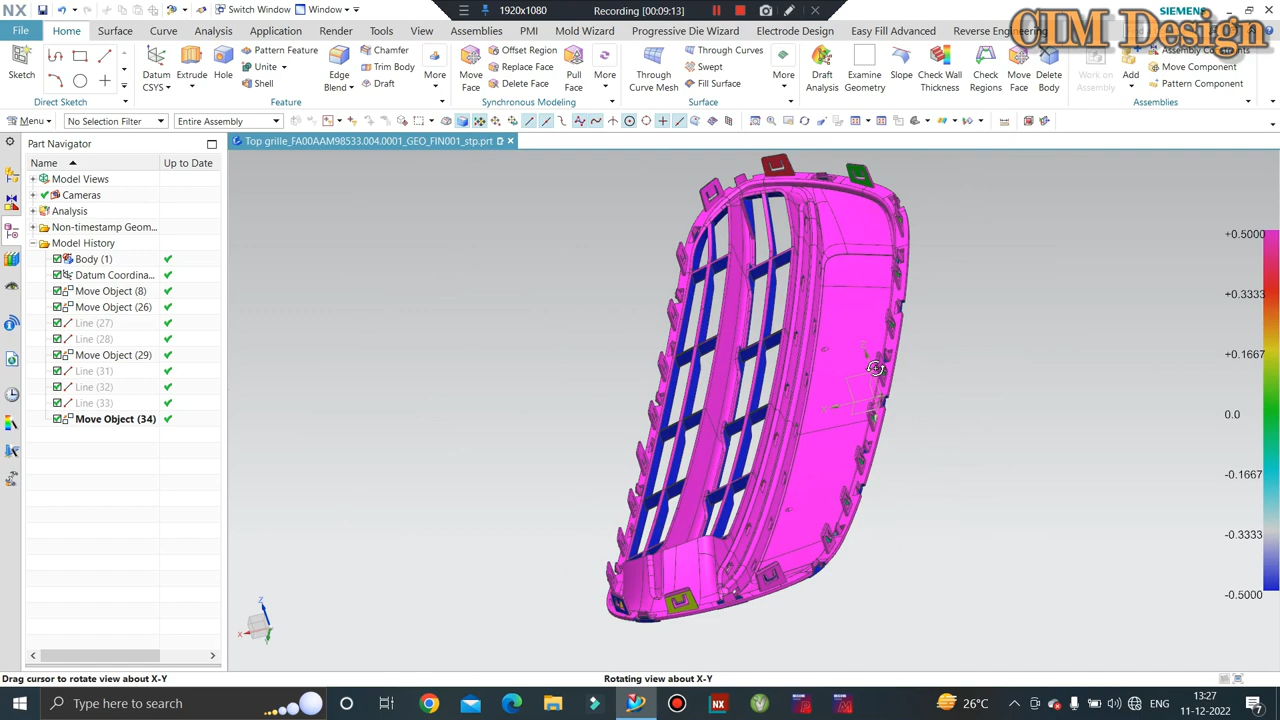 NX
Switch Window
Window
1920x1080
Recording [00:09:13]
SIEMENS
CIM Design
File
Home
Surface
Curve
Analysis
Application
Render
Tools
View
Assemblies
PMI
Mold Wizard
Progressive Die Wizard
Electrode Design
Easy Fill Advanced
Reverse Engineering
Sketch
Direct Sketch
Datum CSYS
Extrude
Hole
Pattern Feature
Unite
Shell
Edge Blend
Chamfer
Trim Body
Draft
More
Feature
Move Face
Offset Region
Replace Face
Delete Face
Pull Face
More
Synchronous Modeling
Through Curve Mesh
Through Curves
Swept
Fill Surface
More
Surface
Draft Analysis
Examine Geometry
Slope
Check Wall Thickness
Check Regions
Move Face
Delete Body
Work on Assembly
Add
Assembly Constraints
Move Component
Pattern Component
Assemblies
Menu
No Selection Filter
Entire Assembly
Part Navigator
Top grille_FA00AAM98533.004.0001_GEO_FIN001_stp.prt
Name
Up to Date
Model Views
Cameras
Analysis
Non-timestamp Geom...
Model History
Body (1)
Datum Coordina...
Move Object (8)
Move Object (26)
Line (27)
Line (28)
Move Object (29)
Line (31)
Line (32)
Line (33)
Move Object (34)
+0.5000
+0.3333
+0.1667
0.0
-0.1667
-0.3333
-0.5000
Z
X
Y
Drag cursor to rotate view about X-Y
Rotating view about X-Y
Type here to search
NX
26°C
ENG
13:27
11-12-2022
7